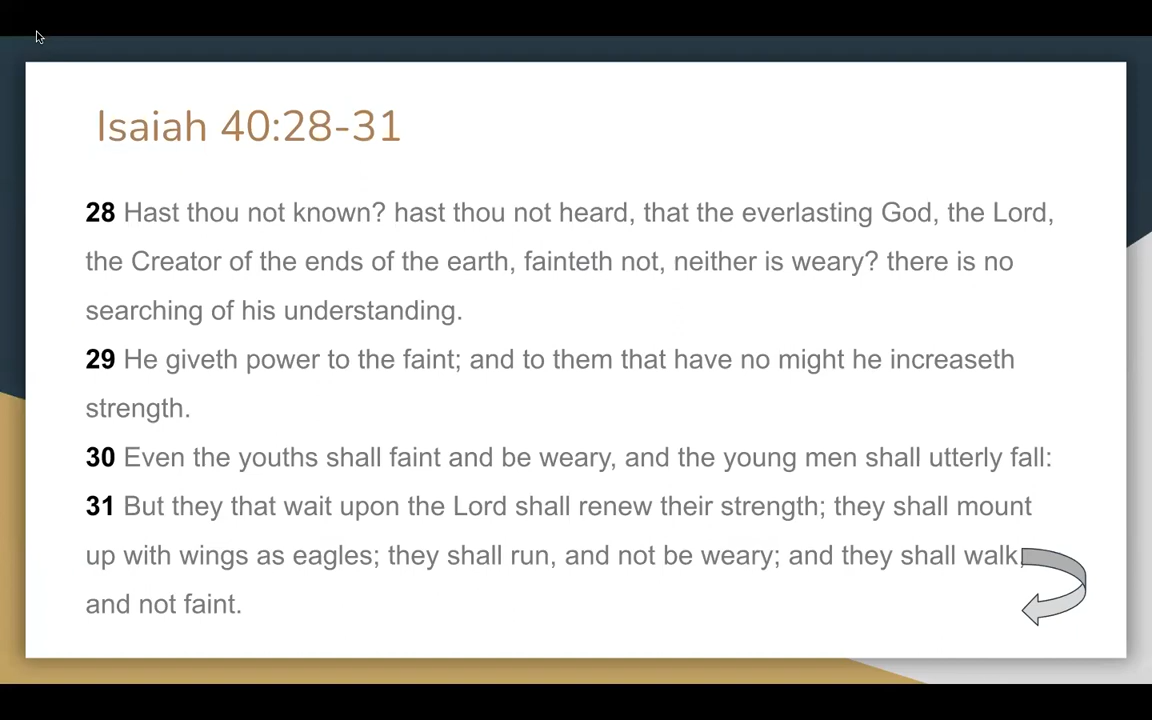 Isaiah 40:28-31
28 Hast thou not known? hast thou not heard, that the everlasting God, the Lord,
the Creator of the ends of the earth, fainteth not, neither is weary? there is no
searching of his understanding.
29 He giveth power to the faint; and to them that have no might he increaseth
strength.
30 Even the youths shall faint and be weary, and the young men shall utterly fall:
31 But they that wait upon the Lord shall renew their strength; they shall mount
up with wings as eagles; they shall run, and not be weary; and they shall walk,
and not faint.